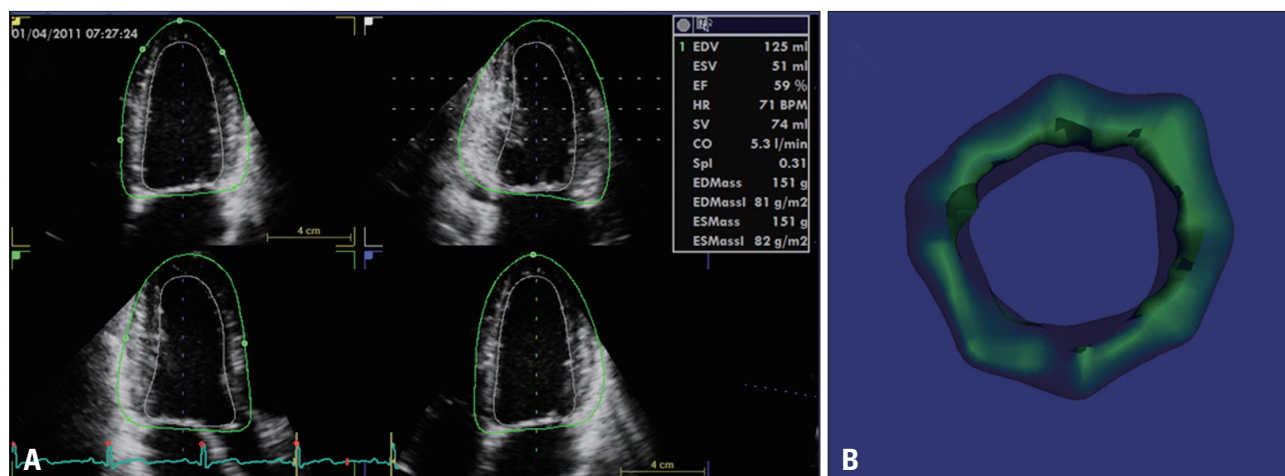 01/04/2011 07:27:24
1 EDV 125 ml
ESV 51 ml
EF 59 %
HR 71 BPM
SV 74 ml
CO 5.3 l/min
SpI 0.31
EDMass 151 g
EDMassI 81 g/m2
ESMass 151 g
ESMassI 82 g/m2
4 cm
4 cm
A
B